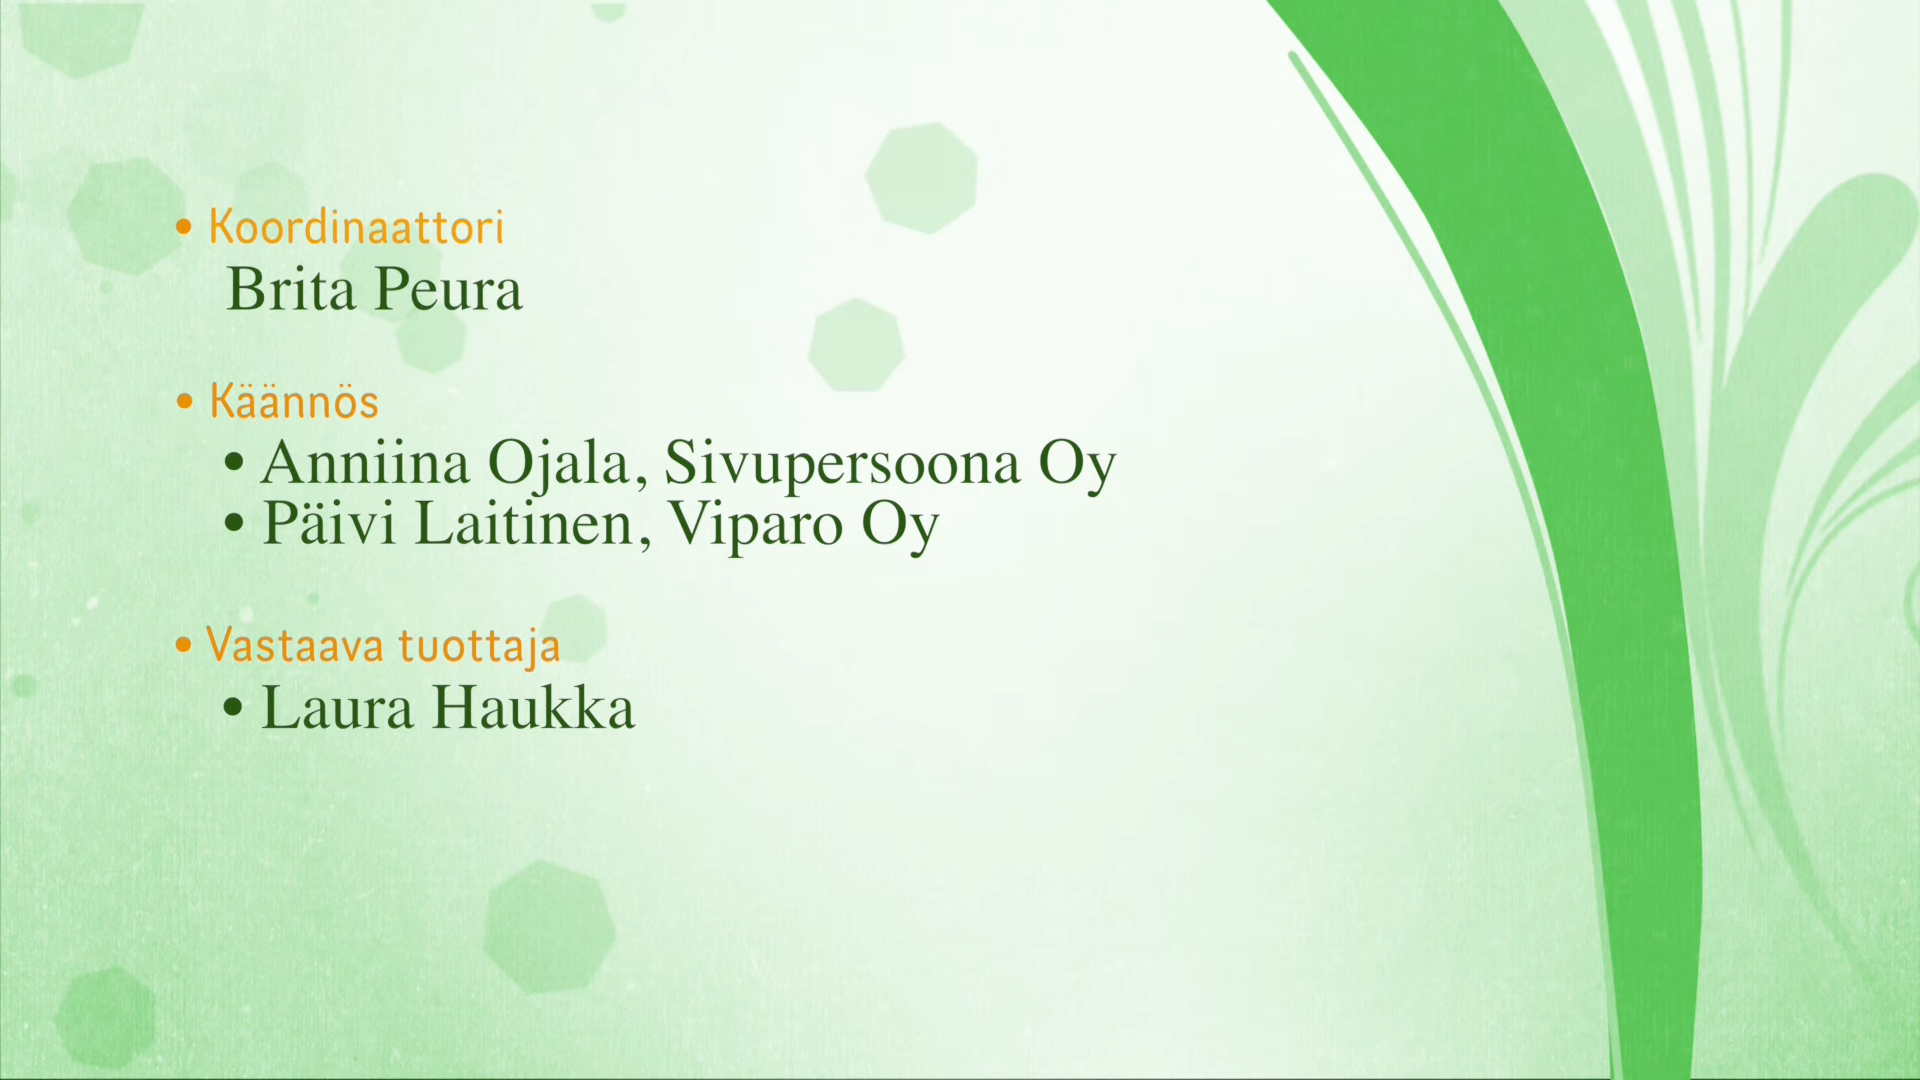 • Koordinaattori
Brita Peura
• Käännös
• Anniina Ojala, Sivupersoona Oy
• Päivi Laitinen, Viparo Oy
• Vastaava tuottaja
• Laura Haukka